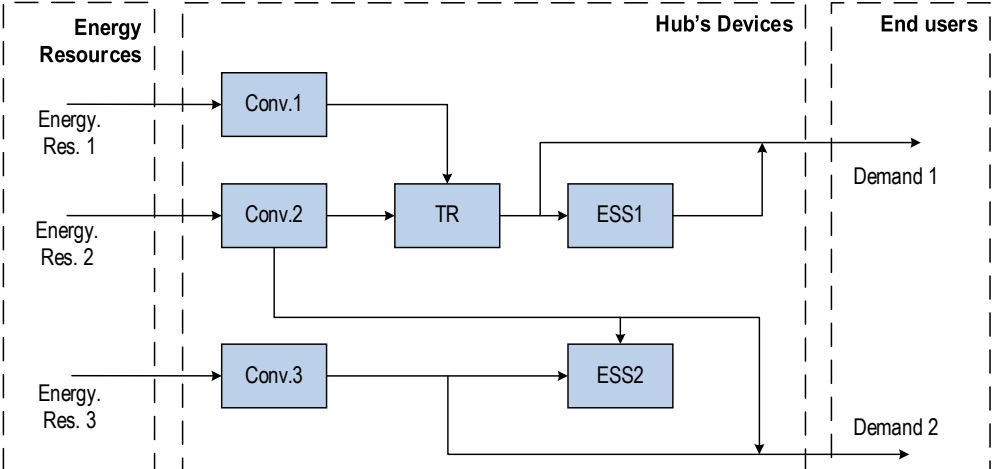 Energy
Resources
Hub's Devices
End users
Energy.
Res. 1
Conv.1
Demand 1
Energy.
Res. 2
Conv.2
TR
ESS1
Energy.
Res. 3
Conv.3
ESS2
Demand 2